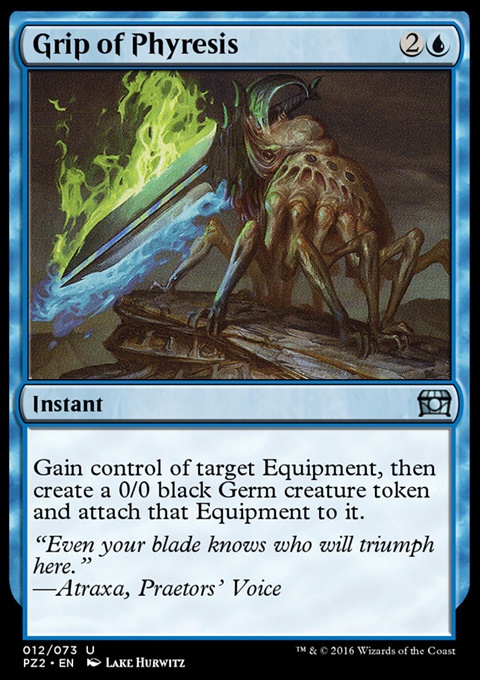 Grip of Phyresis 2
Instant
Gain control of target Equipment, then
create a 0/0 black Germ creature token
and attach that Equipment to it.
“Even your blade knows who will triumph
here.”
—Atraxa, Praetors’ Voice
012/073 U
PZ2 • EN Lake Hurwitz
™ & © 2016 Wizards of the Coast